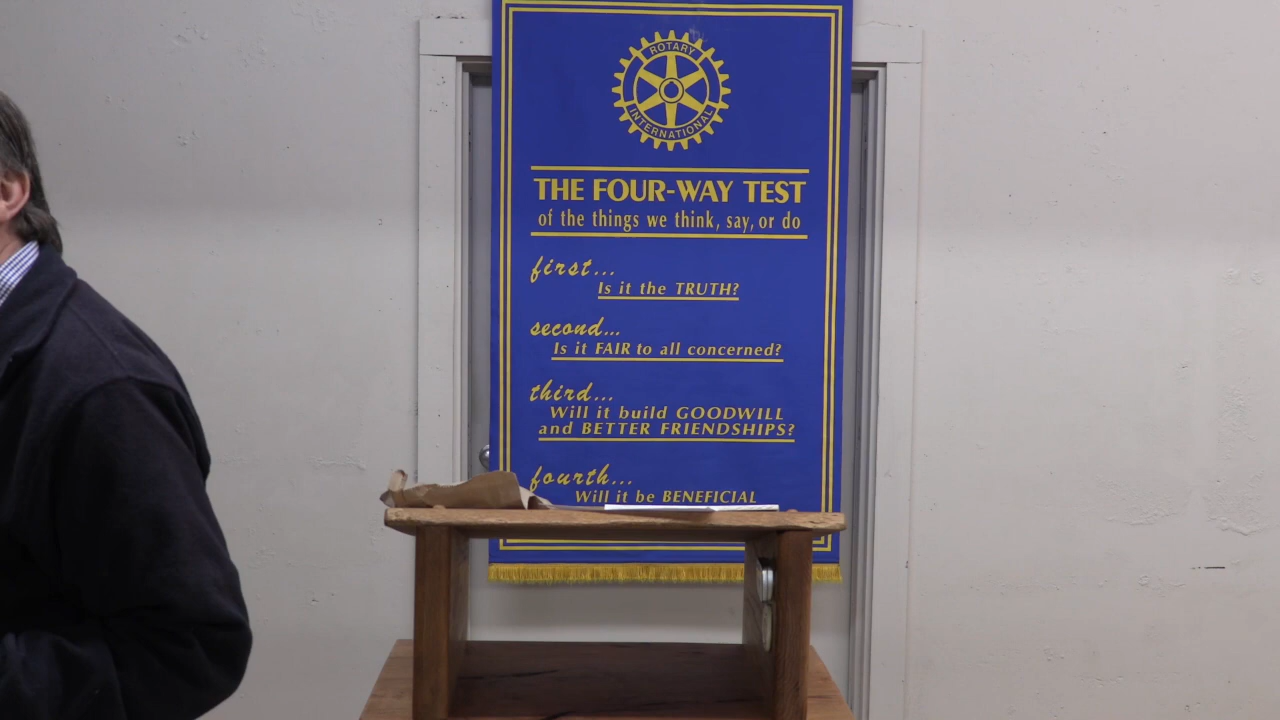 ROTARY
INTERNATIONAL
THE FOUR-WAY TEST
of the things we think, say, or do
first...
Is it the TRUTH?
second...
Is it FAIR to all concerned?
third...
Will it build GOODWILL
and BETTER FRIENDSHIPS?
fourth...
Will it be BENEFICIAL